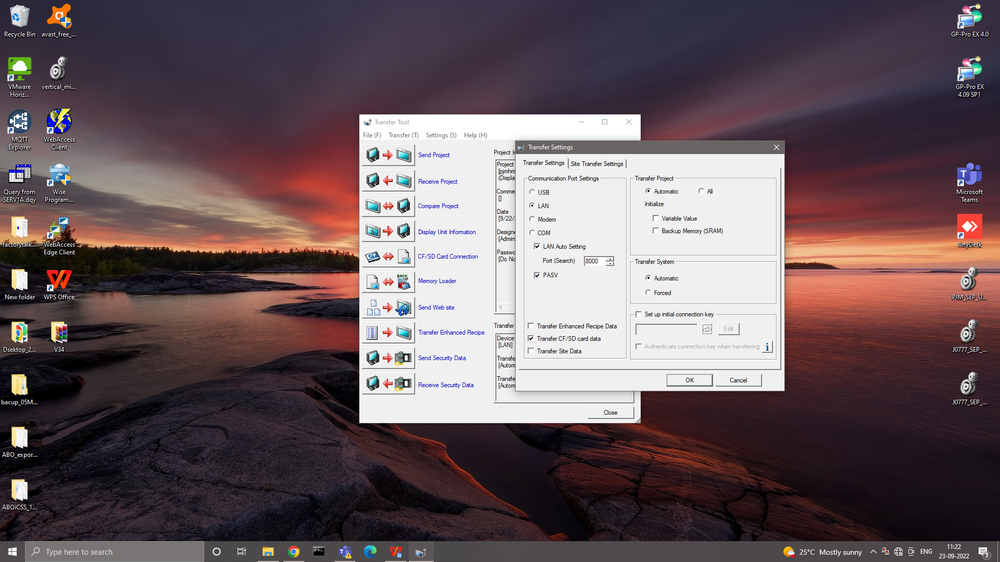 Recycle Bin
avast_free_...
VMware
Horiz...
vertical_mi...
MQTT
Explorer
WebAccess
Client
Query from
SERV1A.dqy
Wise
Program...
factorytalk...
WebAccess
Edge Client
New folder
WPS Office
Dsektop_2...
V34
bacup_05M...
ABO_expor...
ABOiCSS_1...
GP-Pro EX 4.0
GP-Pro EX
4.09 SP1
Microsoft
Teams
AnyDesk
PJM_SEP_U...
J0777_SEP_...
J0777_SEP_...
Transfer Tool
File (F) Transfer (T) Settings (S) Help (H)
Send Project
Receive Project
Compare Project
Display Unit Information
CF/SD Card Connection
CF
Memory Loader
BACK
UP
Send Web site
Transfer Enhanced Recipe
Send Security Data
Receive Security Data
Project
[pjmhm
(Displa
Comme
[]
Date
[9/22/
Designe
[Admin
Passwo
[Do No
Transfer
Device
[LAN]
Transfe
[Autom
Transfe
[Autom
Close
Transfer Settings
Transfer Settings Site Transfer Settings
Communication Port Settings
USB
LAN
Modem
COM
LAN Auto Setting
Port (Search) 8000
PASV
Transfer Enhanced Recipe Data
Transfer CF/SD card data
Transfer Site Data
Transfer Project
Automatic All
Initialize
Variable Value
Backup Memory (SRAM)
Transfer System
Automatic
Forced
Set up initial connection key
Edit
Authenticate connection key when transferring
OK Cancel
Type here to search
25°C Mostly sunny
ENG
11:22
23-09-2022
3